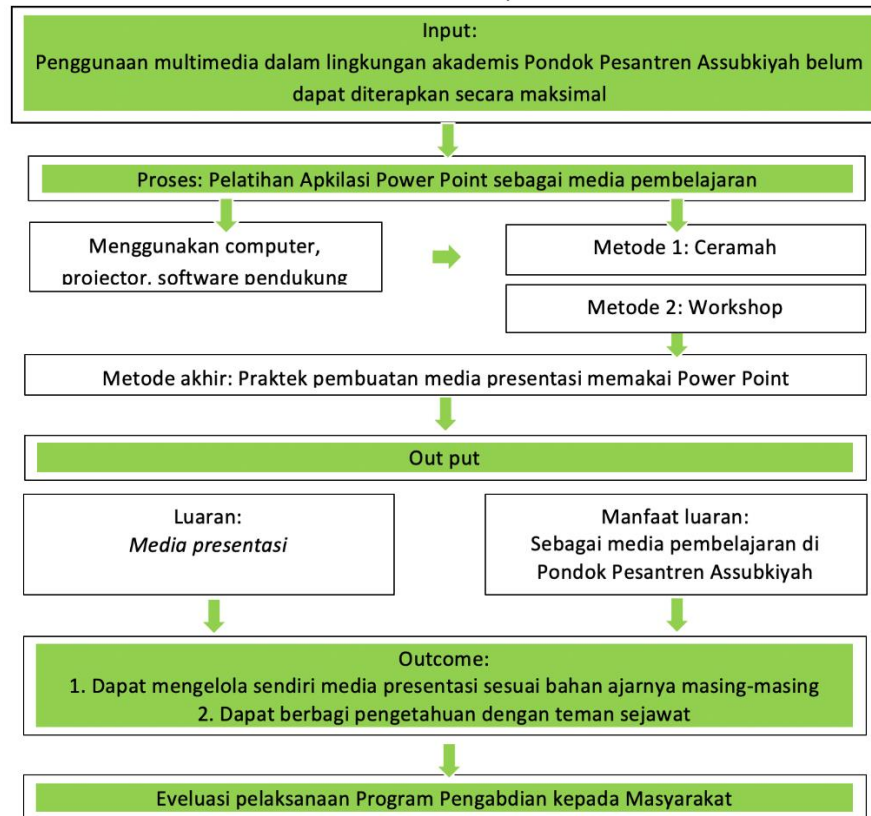 Input:
Penggunaan multimedia dalam lingkungan akademis Pondok Pesantren Assubkiyah belum
dapat diterapkan secara maksimal
Proses: Pelatihan Apkilasi Power Point sebagai media pembelajaran
Menggunakan computer,
projector, software pendukung
Metode 1: Ceramah
Metode 2: Workshop
Metode akhir: Praktek pembuatan media presentasi memakai Power Point
Out put
Luaran:
Media presentasi
Manfaat luaran:
Sebagai media pembelajaran di
Pondok Pesantren Assubkiyah
Outcome:
1. Dapat mengelola sendiri media presentasi sesuai bahan ajarnya masing-masing
2. Dapat berbagi pengetahuan dengan teman sejawat
Eveluasi pelaksanaan Program Pengabdian kepada Masyarakat